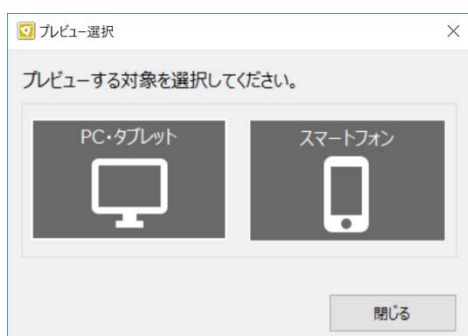 プレビュー選択
プレビューする対象を選択してください。
PC・タブレット
スマートフォン
閉じる